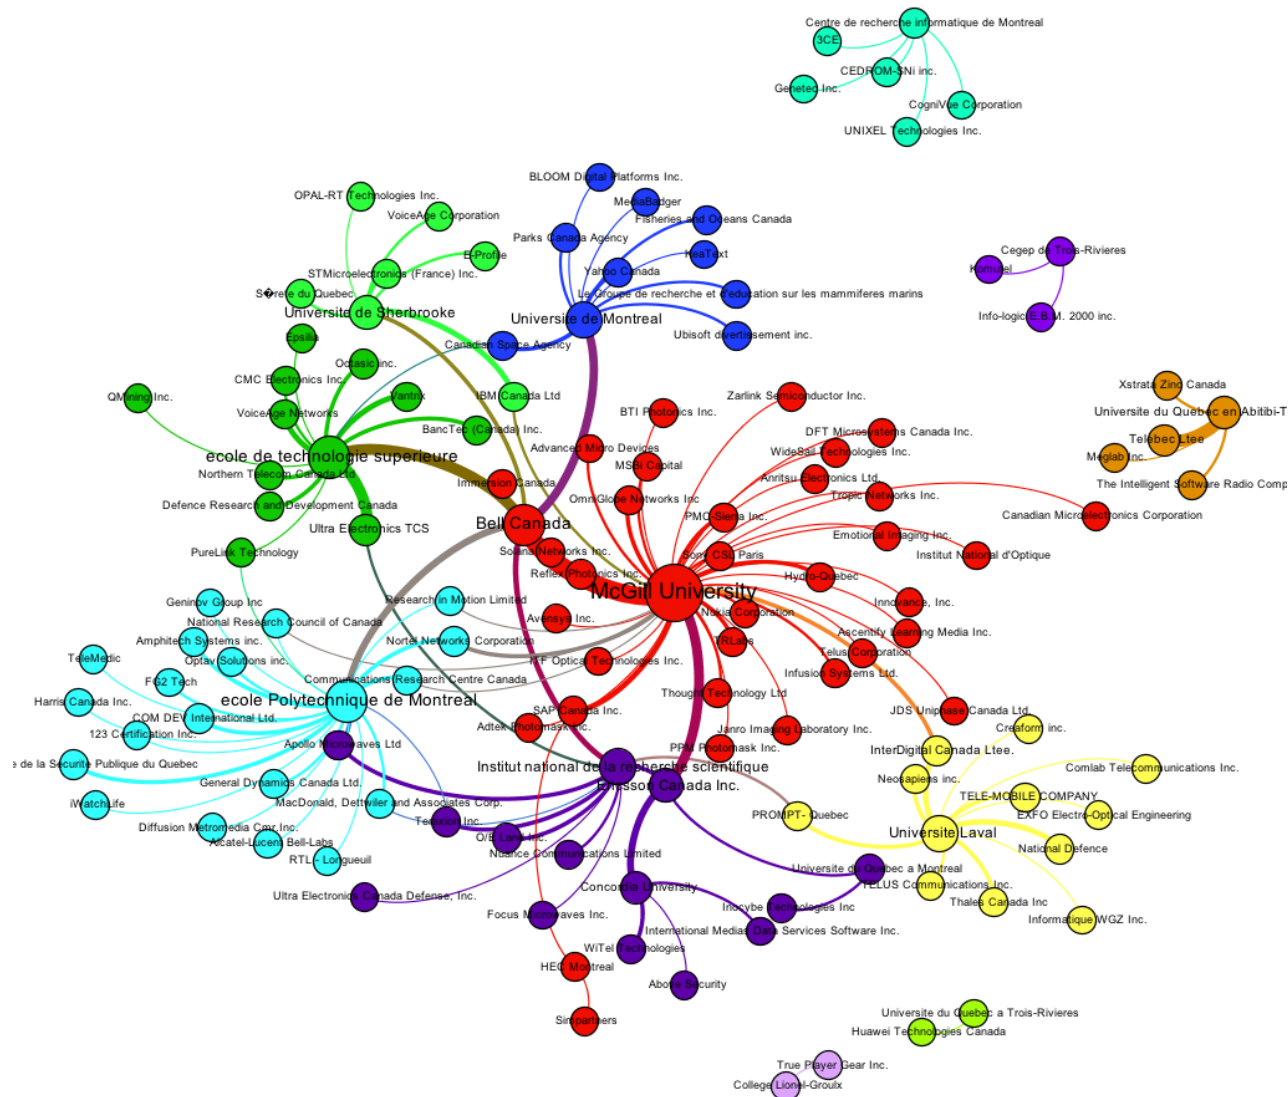 Centre de recherche informatique de Montreal
3CE
CEDROM-SNi inc.
Genetec Inc.
CogniVue Corporation
UNIXEL Technologies Inc.
BLOOM Digital Platforms Inc.
OPAL-RT Technologies Inc.
MediaBadger
VoiceAge Corporation
Fisheries and Oceans Canada
Parks Canada Agency
Cegep de Trois-Rivieres
E-Profile
KeaText
Komutel
STMicroelectronics (France) Inc.
Yahoo Canada
S�rete du Quebec
Le Groupe de recherche et d'education sur les mammiferes marins
Universite de Sherbrooke
Universite de Montreal
Info-logic E.B.M. 2000 inc.
Ubisoft divertissement inc.
Epsilia
Canadian Space Agency
Octasic inc.
CMC Electronics Inc.
Xstrata Zinc Canada
QMining Inc.
Vantrix
IBM Canada Ltd
Zarlink Semiconductor Inc.
VoiceAge Networks
BTI Photonics Inc.
Universite du Quebec en Abitibi-T
BancTec (Canada) Inc.
DFT Microsystems Canada Inc.
Telebec Ltee
Advanced Micro Devices
WideSail Technologies Inc.
ecole de technologie superieure
Meglab Inc.
MSBI Capital
Northern Telecom Canada Ltd
Anritsu Electronics Ltd.
Immersion Canada
The Intelligent Software Radio Comp
OmniGlobe Networks Inc
Tropic Networks Inc.
Defence Research and Development Canada
PMC-Sierra Inc.
Canadian Microelectronics Corporation
Bell Canada
Ultra Electronics TCS
Emotional Imaging Inc.
PureLink Technology
Solana Networks Inc.
Sony CSL Paris
Institut National d'Optique
Reflex Photonics Inc.
Hydro-Quebec
McGill University
Research in Motion Limited
Innovance, Inc.
Geninov Group Inc
Nokia Corporation
National Research Council of Canada
Avensyn Inc.
Ascentify Learning Media Inc.
Amphitech Systems inc.
Nortel Networks Corporation
TRLabs
Telus Corporation
TeleMedic
Optav Solutions inc.
ITF Optical Technologies Inc.
Infusion Systems Ltd.
FG2 Tech
Communications Research Centre Canada
Thought Technology Ltd
Harris Canada Inc.
ecole Polytechnique de Montreal
SAP Canada Inc.
JDS Uniphase Canada Ltd.
COM DEV International Ltd.
Adtek Photomask Inc.
Janro Imaging Laboratory Inc.
Creaform inc.
123 Certification inc.
Apollo Microwaves Ltd
PPM Photomask Inc.
InterDigital Canada Ltee.
e de la Securite Publique du Quebec
Institut national de la recherche scientifique
Comlab Telecommunications Inc.
General Dynamics Canada Ltd.
Ericsson Canada Inc.
Neosapiens inc.
iWatchLife
MacDonald, Dettwiler and Associates Corp.
TELE-MOBILE COMPANY
PROMPT- Quebec
EXFO Electro-Optical Engineering
Teraxion Inc.
Diffusion Metromedia Cmr Inc.
O/E Land Inc.
Universite Laval
Alcatel-Lucent Bell-Labs
Nuance Communications Limited
National Defence
RTL - Longueuil
Universite du Quebec a Montreal
Ultra Electronics Canada Defense, Inc.
Concordia University
TELUS Communications Inc.
Thales Canada Inc
Inocybe Technologies Inc
Focus Microwaves Inc.
Informatique WGZ Inc.
International Medias Data Services Software Inc.
WiTel Technologies
HEC Montreal
Above Security
Universite du Quebec a Trois-Rivieres
Simpartners
Huawei Technologies Canada
True Player Gear Inc.
College Lionel-Groulx